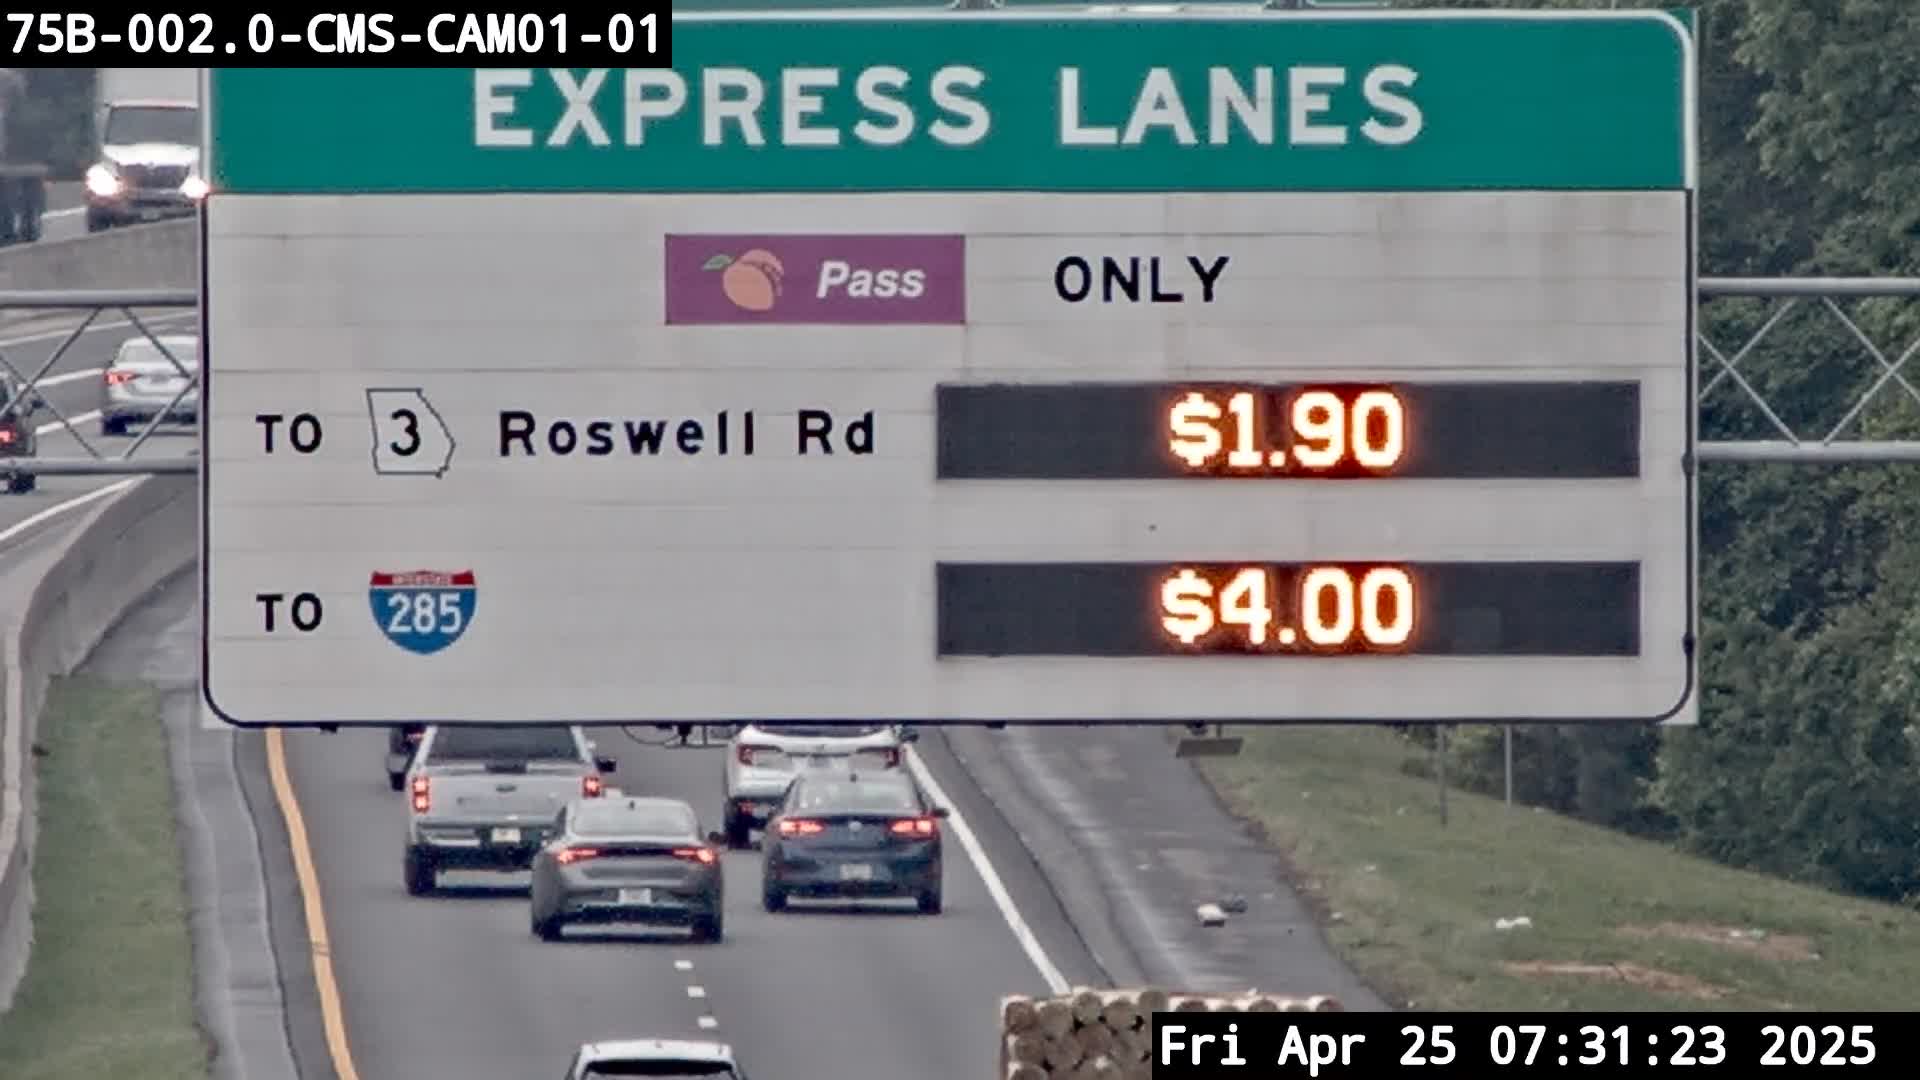 75B-002.0-CMS-CAM01-01
EXPRESS LANES
Pass ONLY
TO 3 Roswell Rd $1.90
INTERSTATE
TO 285 $4.00
Fri Apr 25 07:31:23 2025